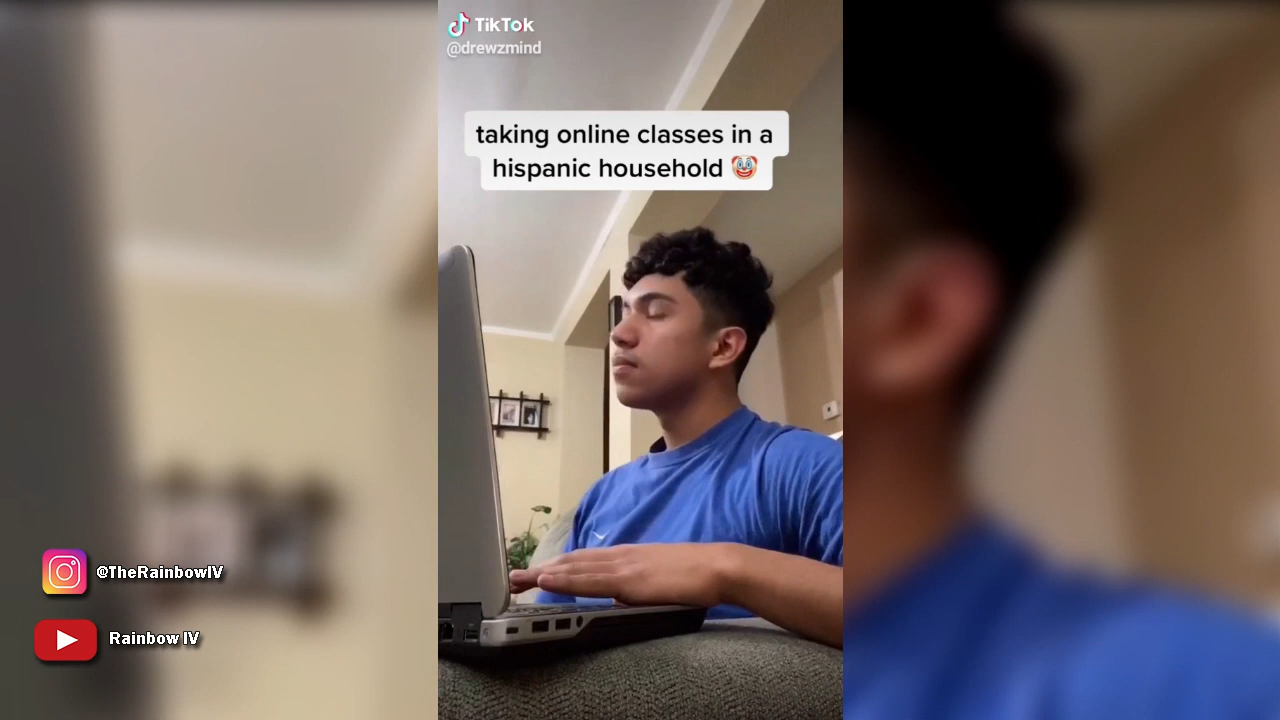 TikTok
@drewzmind
taking online classes in a
hispanic household 🤡
@TheRainbowIV
Rainbow IV